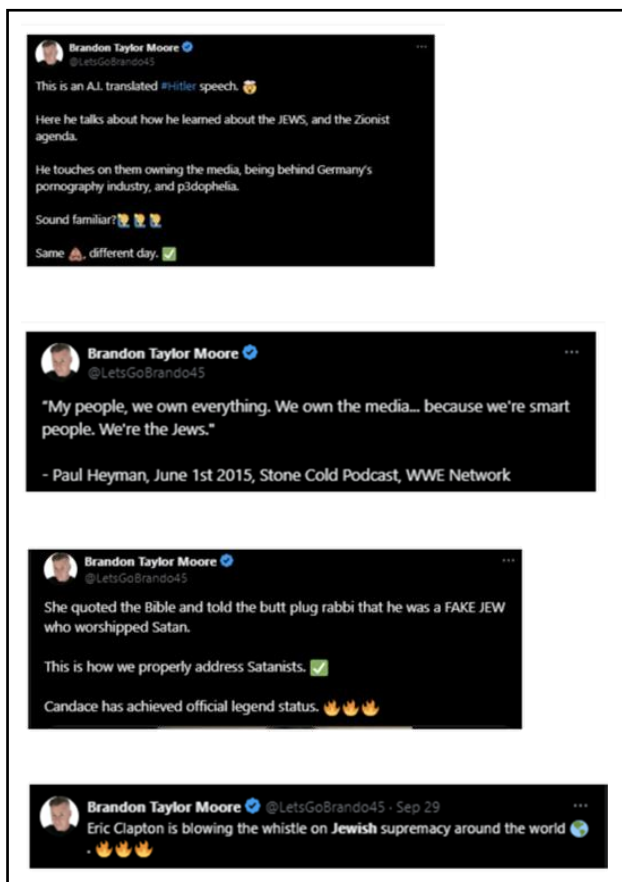 Brandon Taylor Moore
@LetsGoBrando45
This is an A.I. translated #Hitler speech. 🤯
Here he talks about how he learned about the JEWS, and the Zionist
agenda.
He touches on them owning the media, being behind Germany's
pornography industry, and p3dophelia.
Sound familiar?🙋‍♂️🙋‍♂️🙋‍♂️
Same 💩, different day. ✅
Brandon Taylor Moore
@LetsGoBrando45
"My people, we own everything. We own the media... because we're smart
people. We're the Jews."
- Paul Heyman, June 1st 2015, Stone Cold Podcast, WWE Network
Brandon Taylor Moore
@LetsGoBrando45
She quoted the Bible and told the butt plug rabbi that he was a FAKE JEW
who worshipped Satan.
This is how we properly address Satanists. ✅
Candace has achieved official legend status. 🔥🔥🔥
Brandon Taylor Moore @LetsGoBrando45 · Sep 29
Eric Clapton is blowing the whistle on Jewish supremacy around the world 🌎
. 🔥🔥🔥